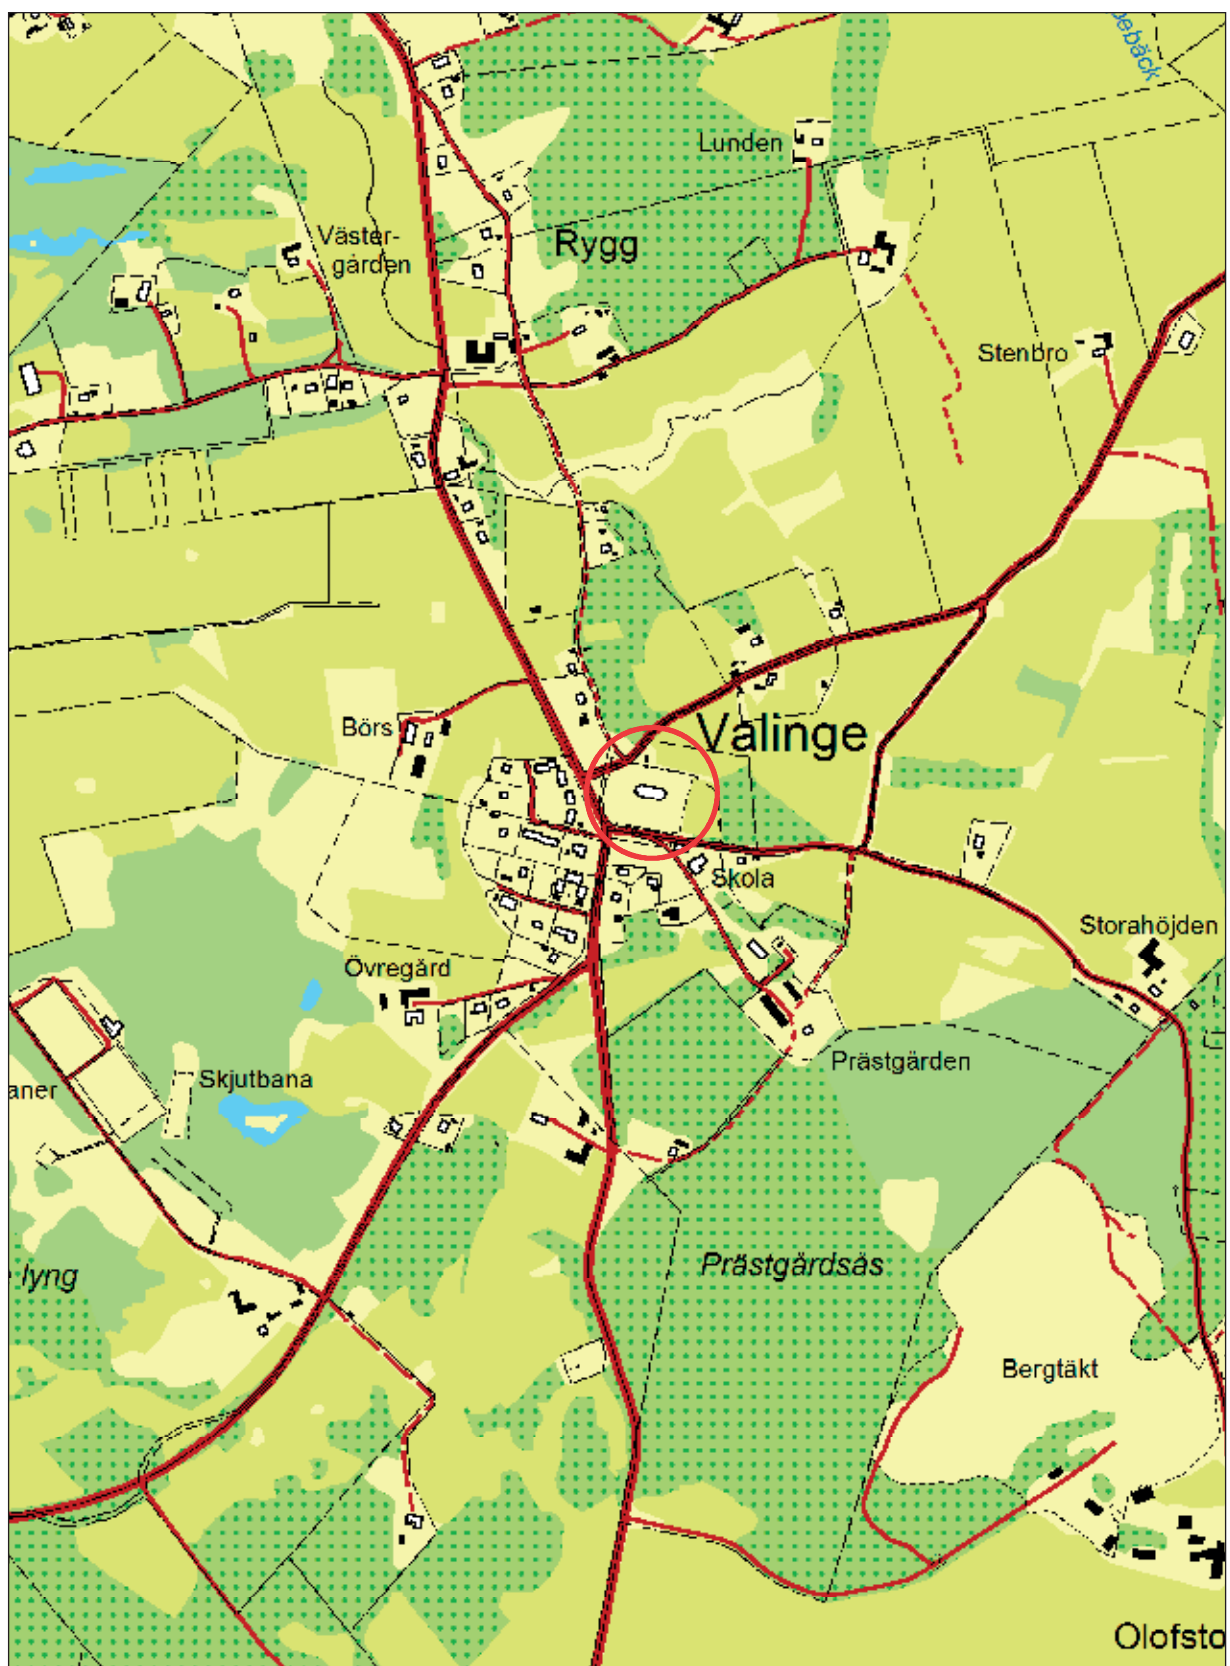 Lunden
Väster-
gården
Rygg
Stenbro
Börs
Valinge
Skola
Storahöjden
Övregård
Prästgården
Skjutbana
aner
lyng
Prästgårdsås
Bergtäkt
Olofsto